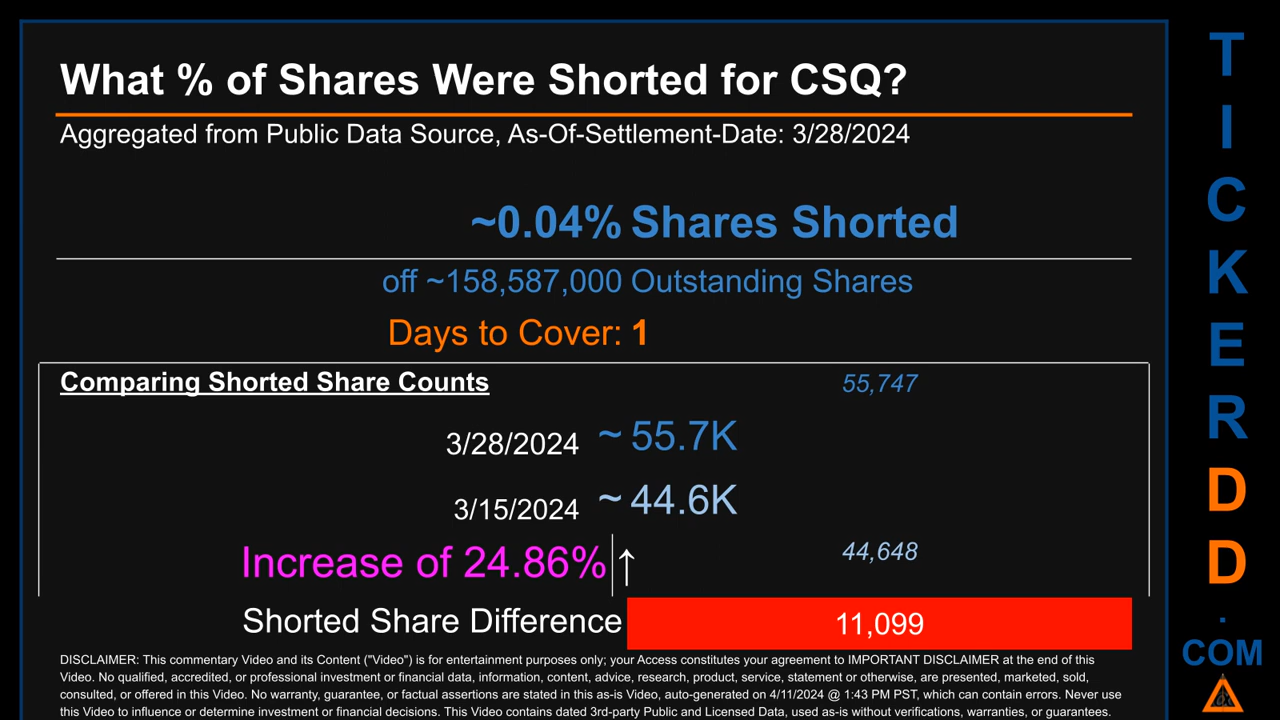 What % of Shares Were Shorted for CSQ?
Aggregated from Public Data Source, As-Of-Settlement-Date: 3/28/2024
~0.04% Shares Shorted
off ~158,587,000 Outstanding Shares
Days to Cover: 1
Comparing Shorted Share Counts
55,747
3/28/2024 ~ 55.7K
3/15/2024 ~ 44.6K
Increase of 24.86% ↑
44,648
Shorted Share Difference 11,099
DISCLAIMER: This commentary Video and its Content ("Video") is for entertainment purposes only; your Access constitutes your agreement to IMPORTANT DISCLAIMER at the end of this
Video. No qualified, accredited, or professional investment or financial data, information, content, advice, research, product, service, statement or otherwise, are presented, marketed, sold,
consulted, or offered in this Video. No warranty, guarantee, or factual assertions are stated in this as-is Video, auto-generated on 4/11/2024 @ 1:43 PM PST, which can contain errors. Never use
this Video to influence or determine investment or financial decisions. This Video contains dated 3rd-party Public and Licensed Data, used as-is without verifications, warranties, or guarantees.
T
I
C
K
E
R
D
D
.
COM